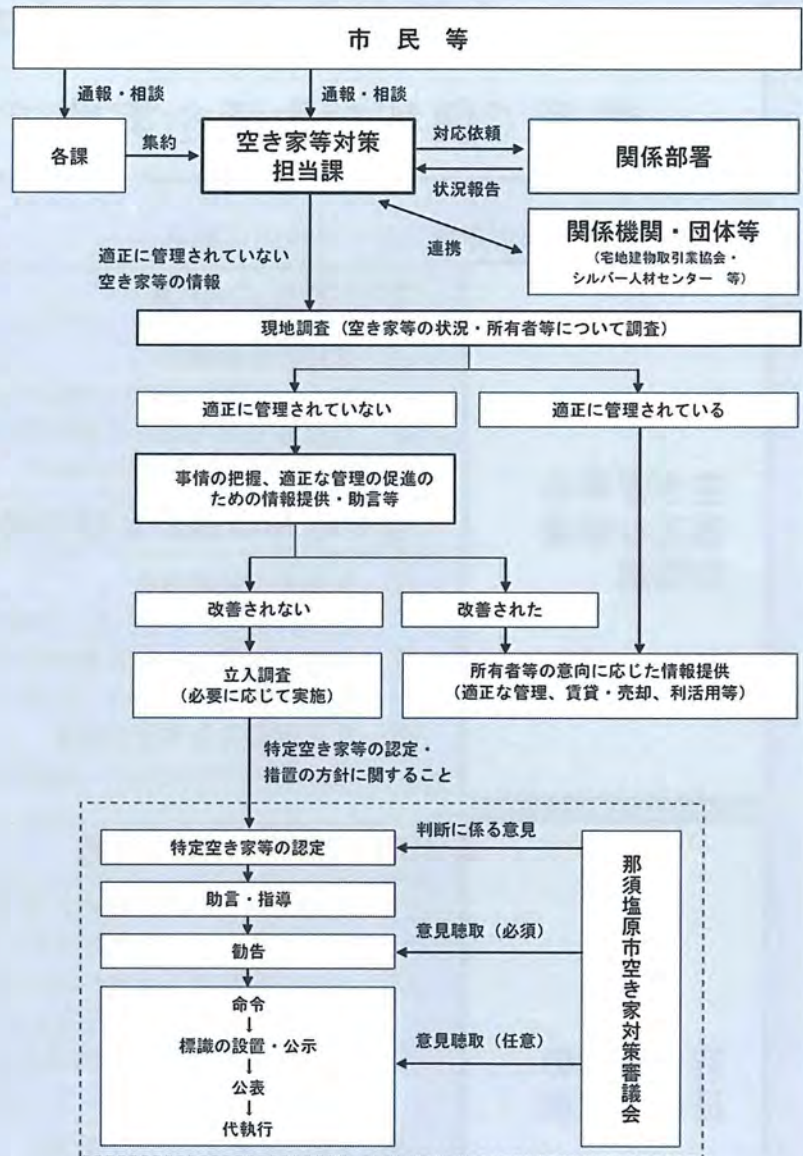 市民等
通報・相談
通報・相談
各課
集約
空き家等対策
担当課
対応依頼
状況報告
関係部署
連携
関係機関・団体等
(宅地建物取引業協会・
シルバー人材センター 等)
適正に管理されていない
空き家等の情報
現地調査(空き家等の状況・所有者等について調査)
適正に管理されていない
適正に管理されている
事情の把握、適正な管理の促進の
ための情報提供・助言等
改善されない
改善された
立入調査
(必要に応じて実施)
所有者等の意向に応じた情報提供
(適正な管理、賃貸・売却、利活用等)
特定空き家等の認定・
措置の方針に関すること
特定空き家等の認定
判断に係る意見
助言・指導
勧告
意見聴取(必須)
命令
標識の設置・公示
公表
代執行
意見聴取(任意)
那須塩原市空き家対策審議会